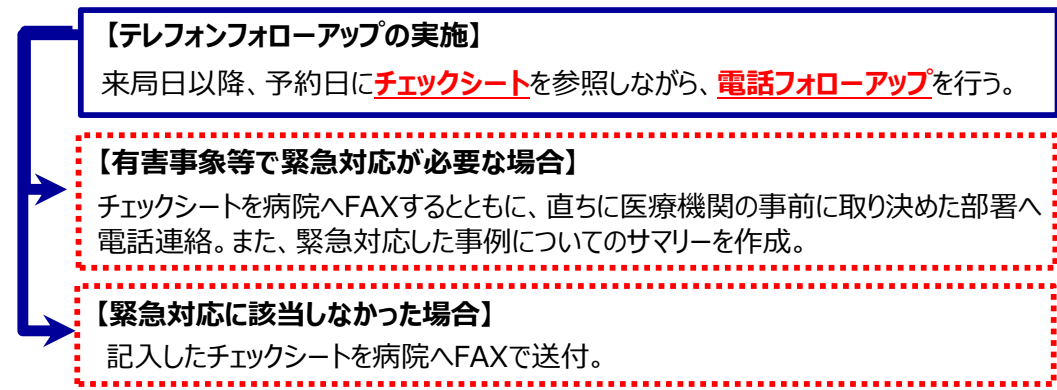 【テレフォンフォローアップの実施】
来局日以降、予約日にチェックシートを参照しながら、電話フォローアップを行う。
【有害事象等で緊急対応が必要な場合】
チェックシートを病院へFAXするとともに、直ちに医療機関の事前に取り決めた部署へ
電話連絡。また、緊急対応した事例についてのサマリーを作成。
【緊急対応に該当しなかった場合】
記入したチェックシートを病院へFAXで送付。